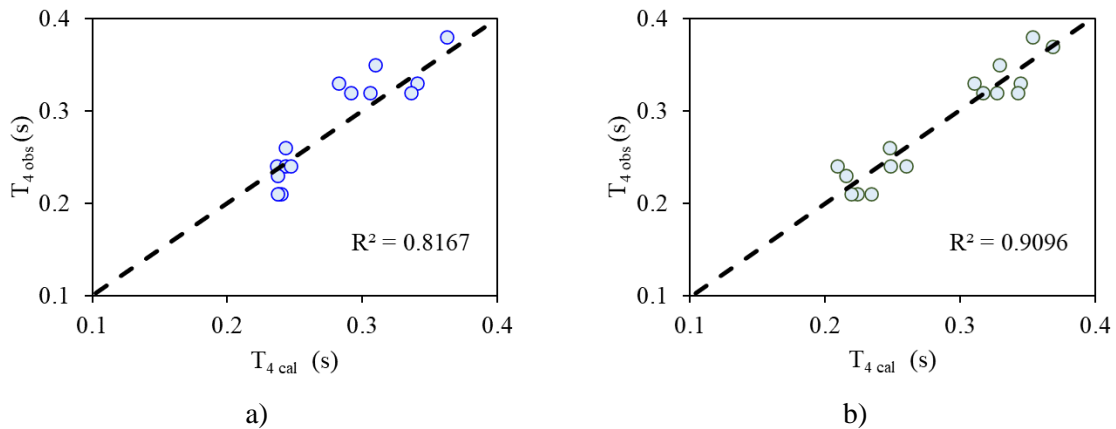 0.4
0.3
0.2
0.1
T4 obs (s)
R² = 0.8167
0.1 0.2 0.3 0.4
T4 cal (s)
a)
0.4
0.3
0.2
0.1
T4 obs (s)
R² = 0.9096
0.1 0.2 0.3 0.4
T4 cal (s)
b)